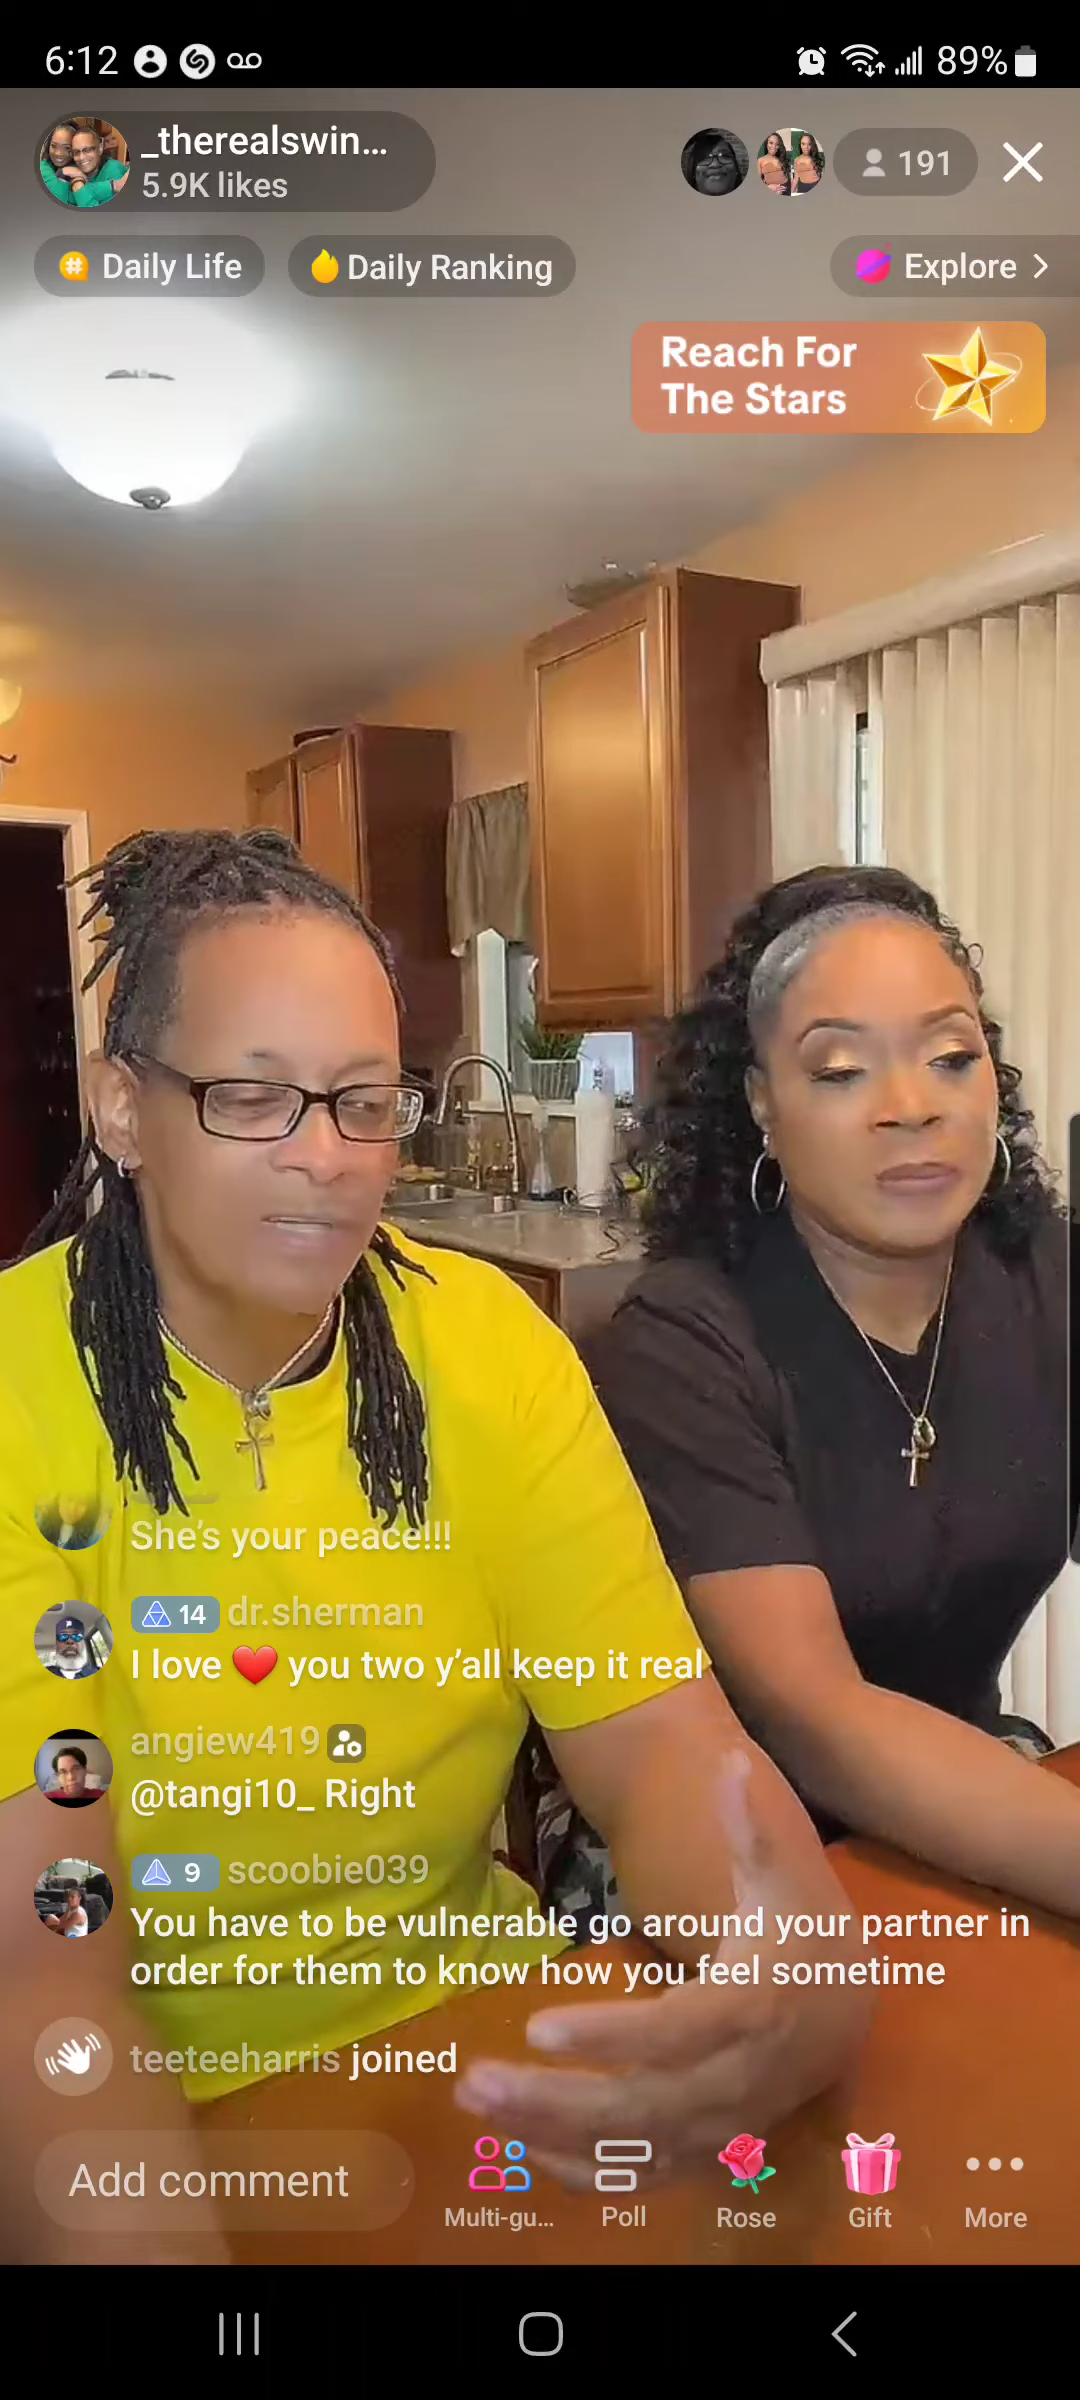 6:12
89%
_therealswin...
5.9K likes
191
Daily Life
Daily Ranking
Explore
Reach For
The Stars
She's your peace!!!
14 dr.sherman
I love ❤️ you two y'all keep it real
angiew419
@tangi10_ Right
9 scoobie039
You have to be vulnerable go around your partner in
order for them to know how you feel sometime
teeteeharris joined
Add comment
Multi-gu...
Poll
Rose
Gift
More